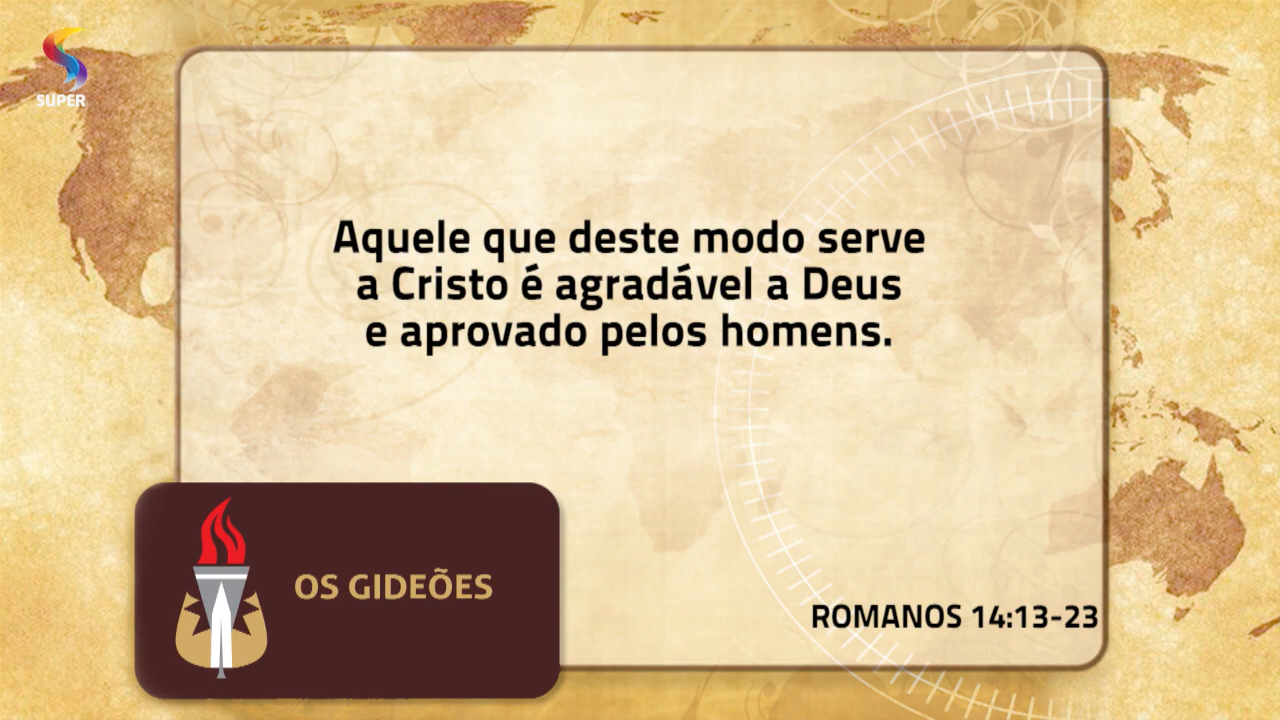 SUPER
Aquele que deste modo serve
a Cristo é agradável a Deus
e aprovado pelos homens.
OS GIDEÕES
ROMANOS 14:13-23